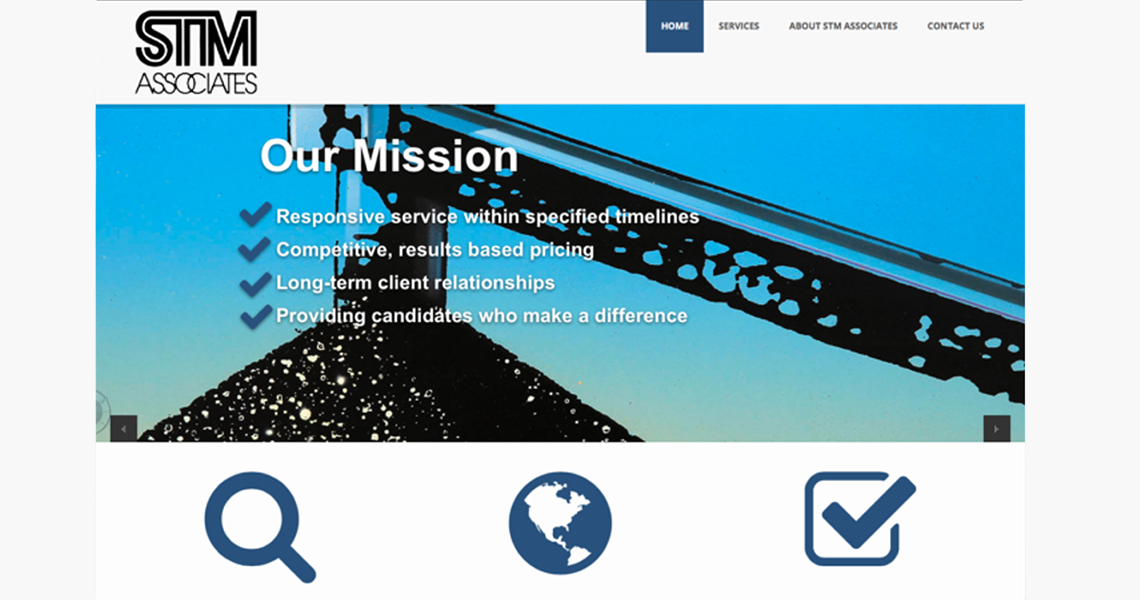 STM
ASSOCIATES
HOME SERVICES ABOUT STM ASSOCIATES CONTACT US
Our Mission
Responsive service within specified timelines
Competitive, results based pricing
Long-term client relationships
Providing candidates who make a difference